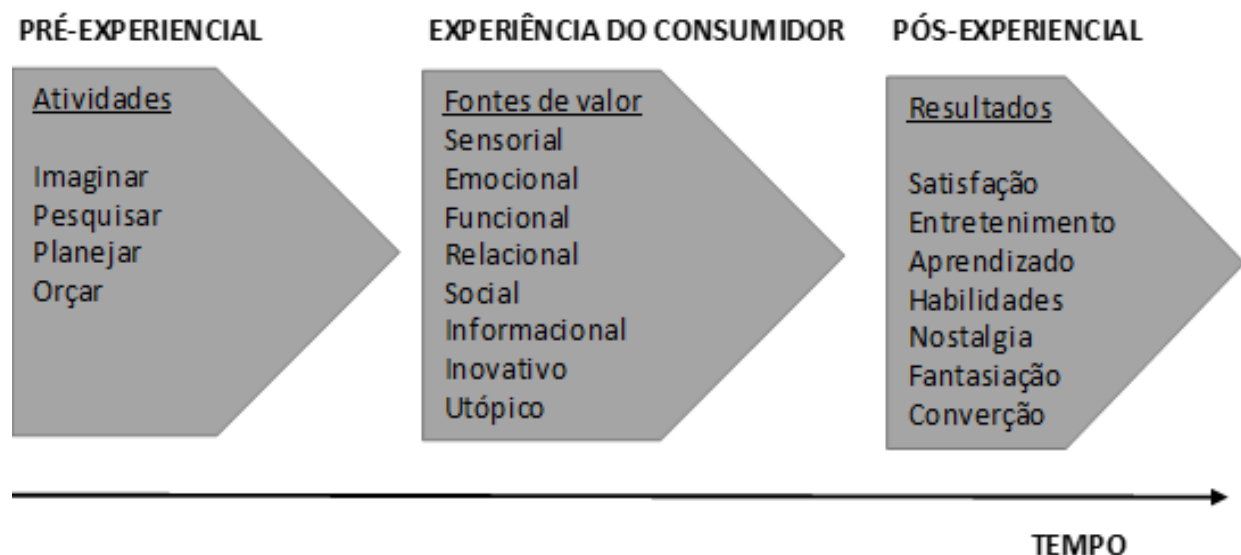 PRÉ-EXPERIENCIAL
Atividades
Imaginar
Pesquisar
Planejar
Orçar
EXPERIÊNCIA DO CONSUMIDOR
Fontes de valor
Sensorial
Emocional
Funcional
Relacional
Social
Informacional
Inovativo
Utópico
PÓS-EXPERIENCIAL
Resultados
Satisfação
Entretenimento
Aprendizado
Habilidades
Nostalgia
Fantasiação
Converção
TEMPO